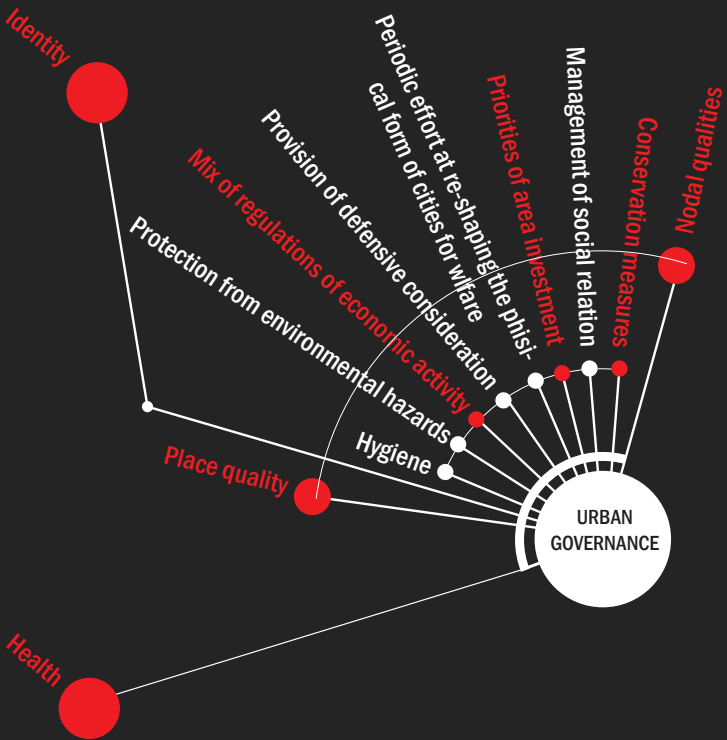 Identity
Periodic effort at re-shaping the phisi-
cal form of cities for wlfare
Priorities of area investment
Management of social relation
Conservation measures
Nodal qualities
Provision of defensive consideration
Mix of regulations of economic activity
Protection from environmental hazards
Hygiene
Place quality
URBAN
GOVERNANCE
Health